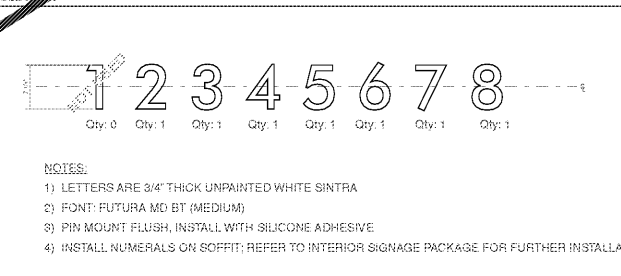 1 2 3 4 5 6 7 8
Qty: 0 Qty: 1 Qty: 1 Qty: 1 Qty: 1 Qty: 1 Qty: 1 Qty: 1
NOTES:
1) LETTERS ARE 3/4" THICK UNPAINTED WHITE SINTRA
2) FONT: FUTURA MD BT (MEDIUM)
3) PIN MOUNT FLUSH, INSTALL WITH SILICONE ADHESIVE
4) INSTALL NUMERALS ON SOFFIT; REFER TO INTERIOR SIGNAGE PACKAGE FOR FURTHER